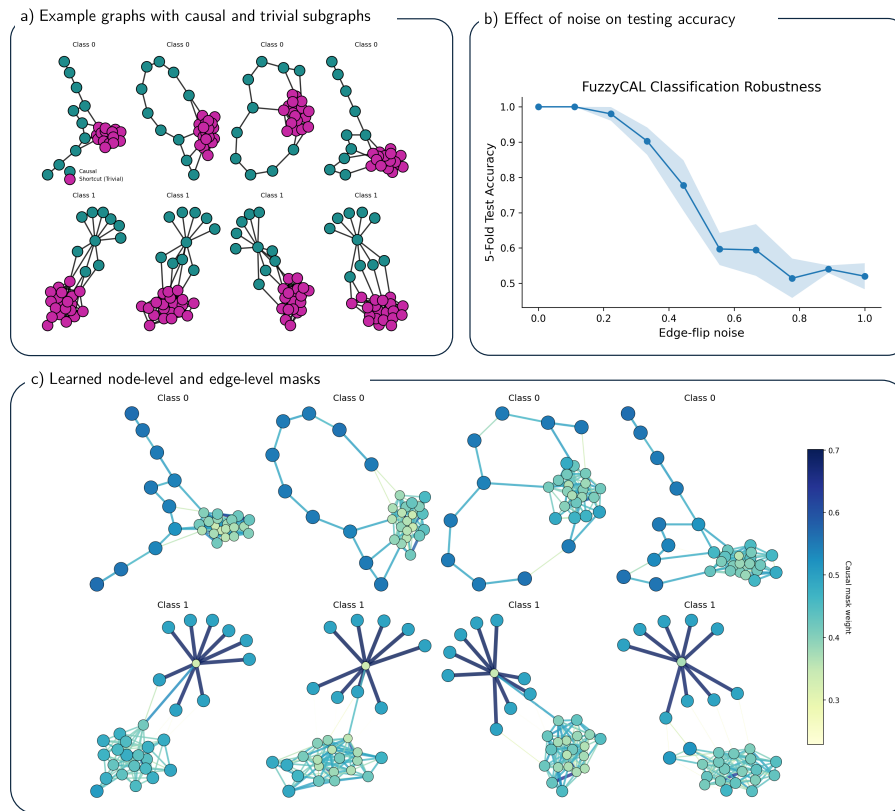 a) Example graphs with causal and trivial subgraphs
Class 0
Class 0
Class 0
Class 0
Causal
Shortcut (Trivial)
Class 1
Class 1
Class 1
Class 1
b) Effect of noise on testing accuracy
FuzzyCAL Classification Robustness
5-Fold Test Accuracy
1.0
0.9
0.8
0.7
0.6
0.5
0.0
0.2
0.4
0.6
0.8
1.0
Edge-flip noise
c) Learned node-level and edge-level masks
Class 0
Class 0
Class 0
Class 0
Class 1
Class 1
Class 1
Class 1
0.7
0.6
0.5
0.4
0.3
Causal mask weight